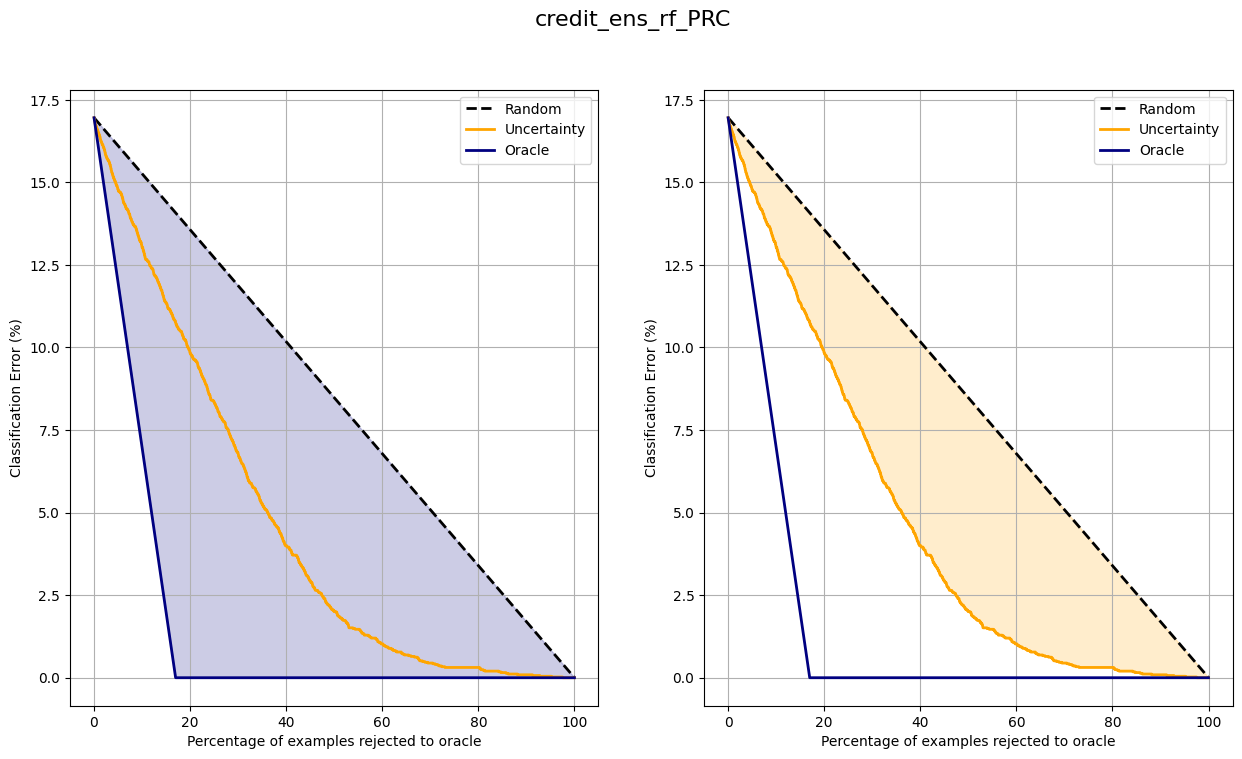 credit_ens_rf_PRC
17.5
15.0
12.5
10.0
7.5
5.0
2.5
0.0
Classification Error (%)
0 20 40 60 80 100
Percentage of examples rejected to oracle
Random
Uncertainty
Oracle
17.5
15.0
12.5
10.0
7.5
5.0
2.5
0.0
Classification Error (%)
0 20 40 60 80 100
Percentage of examples rejected to oracle
Random
Uncertainty
Oracle